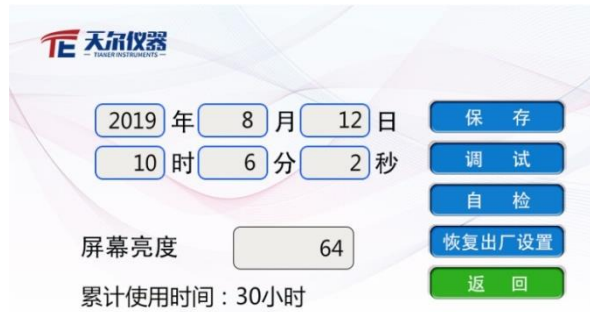 TE 天尔仪器
TIANER INSTRUMENTS
2019 年 8 月 12 日
保 存
10 时 6 分 2 秒
调 试
自 检
屏幕亮度 64
恢复出厂设置
累计使用时间：30小时
返 回